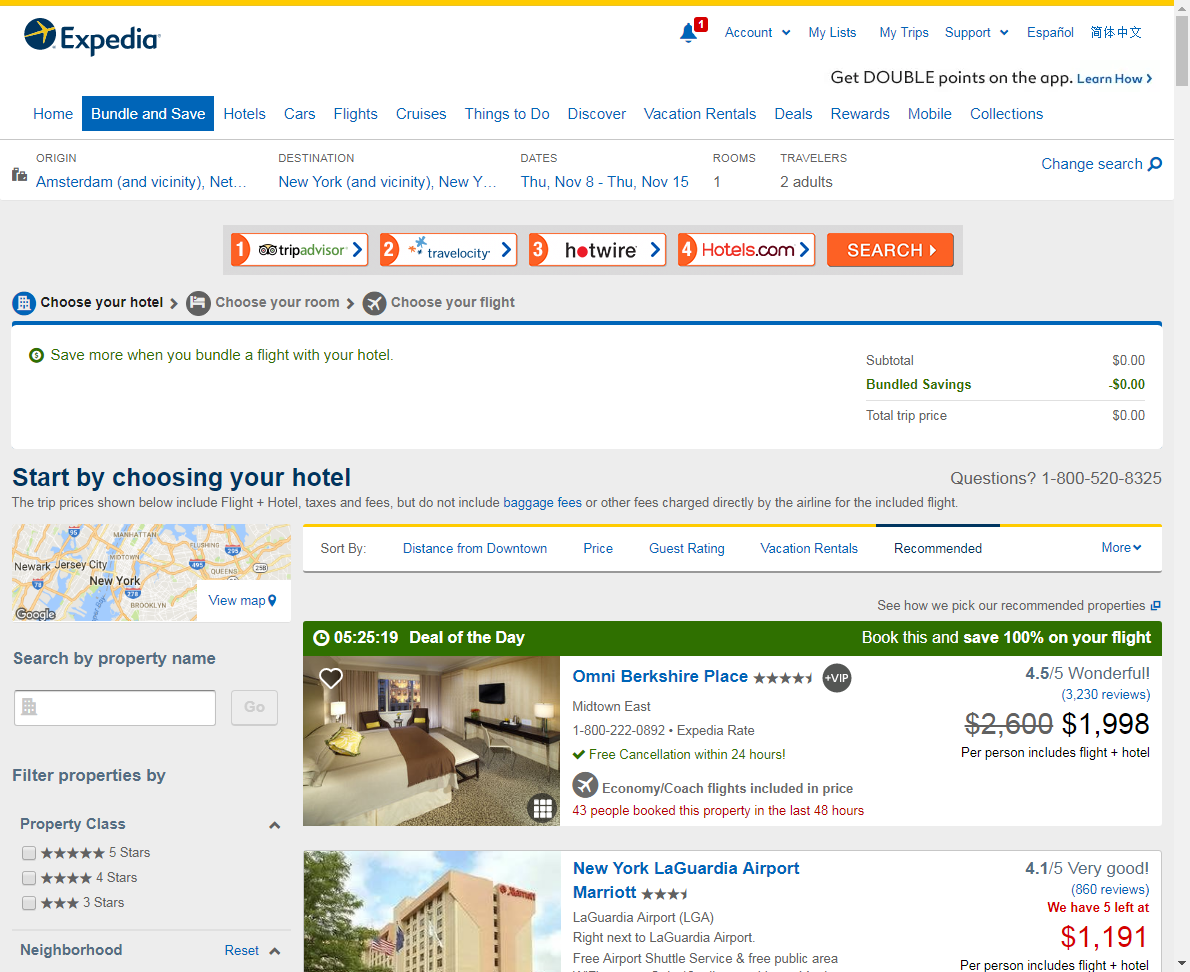 Expedia
1
Account
My Lists
My Trips
Support
Español
简体中文
Get DOUBLE points on the app. Learn How
Home
Bundle and Save
Hotels
Cars
Flights
Cruises
Things to Do
Discover
Vacation Rentals
Deals
Rewards
Mobile
Collections
ORIGIN
Amsterdam (and vicinity), Net...
DESTINATION
New York (and vicinity), New Y...
DATES
Thu, Nov 8 - Thu, Nov 15
ROOMS
1
TRAVELERS
2 adults
Change search
1 tripadvisor
2 travelocity
3 hotwire
4 Hotels.com
SEARCH
Choose your hotel
Choose your room
Choose your flight
Save more when you bundle a flight with your hotel.
Subtotal $0.00
Bundled Savings -$0.00
Total trip price $0.00
Start by choosing your hotel
Questions? 1-800-520-8325
The trip prices shown below include Flight + Hotel, taxes and fees, but do not include baggage fees or other fees charged directly by the airline for the included flight.
MANHATTAN
FLUSHING
95
295
MIDTOWN
Newark
Jersey City
495
QUEENS
25B
New York
78
278
BROOKLYN
Google
View map
Sort By:
Distance from Downtown
Price
Guest Rating
Vacation Rentals
Recommended
More
See how we pick our recommended properties
Search by property name
Go
Filter properties by
Property Class
5 Stars
4 Stars
3 Stars
Neighborhood
Reset
05:25:19 Deal of the Day
Book this and save 100% on your flight
Omni Berkshire Place
+VIP
Midtown East
1-800-222-0892 • Expedia Rate
Free Cancellation within 24 hours!
Economy/Coach flights included in price
43 people booked this property in the last 48 hours
4.5/5 Wonderful!
(3,230 reviews)
$2,600 $1,998
Per person includes flight + hotel
Marriott
New York LaGuardia Airport
Marriott
LaGuardia Airport (LGA)
Right next to LaGuardia Airport.
Free Airport Shuttle Service & free public area
4.1/5 Very good!
(860 reviews)
We have 5 left at
$1,191
Per person includes flight + hotel